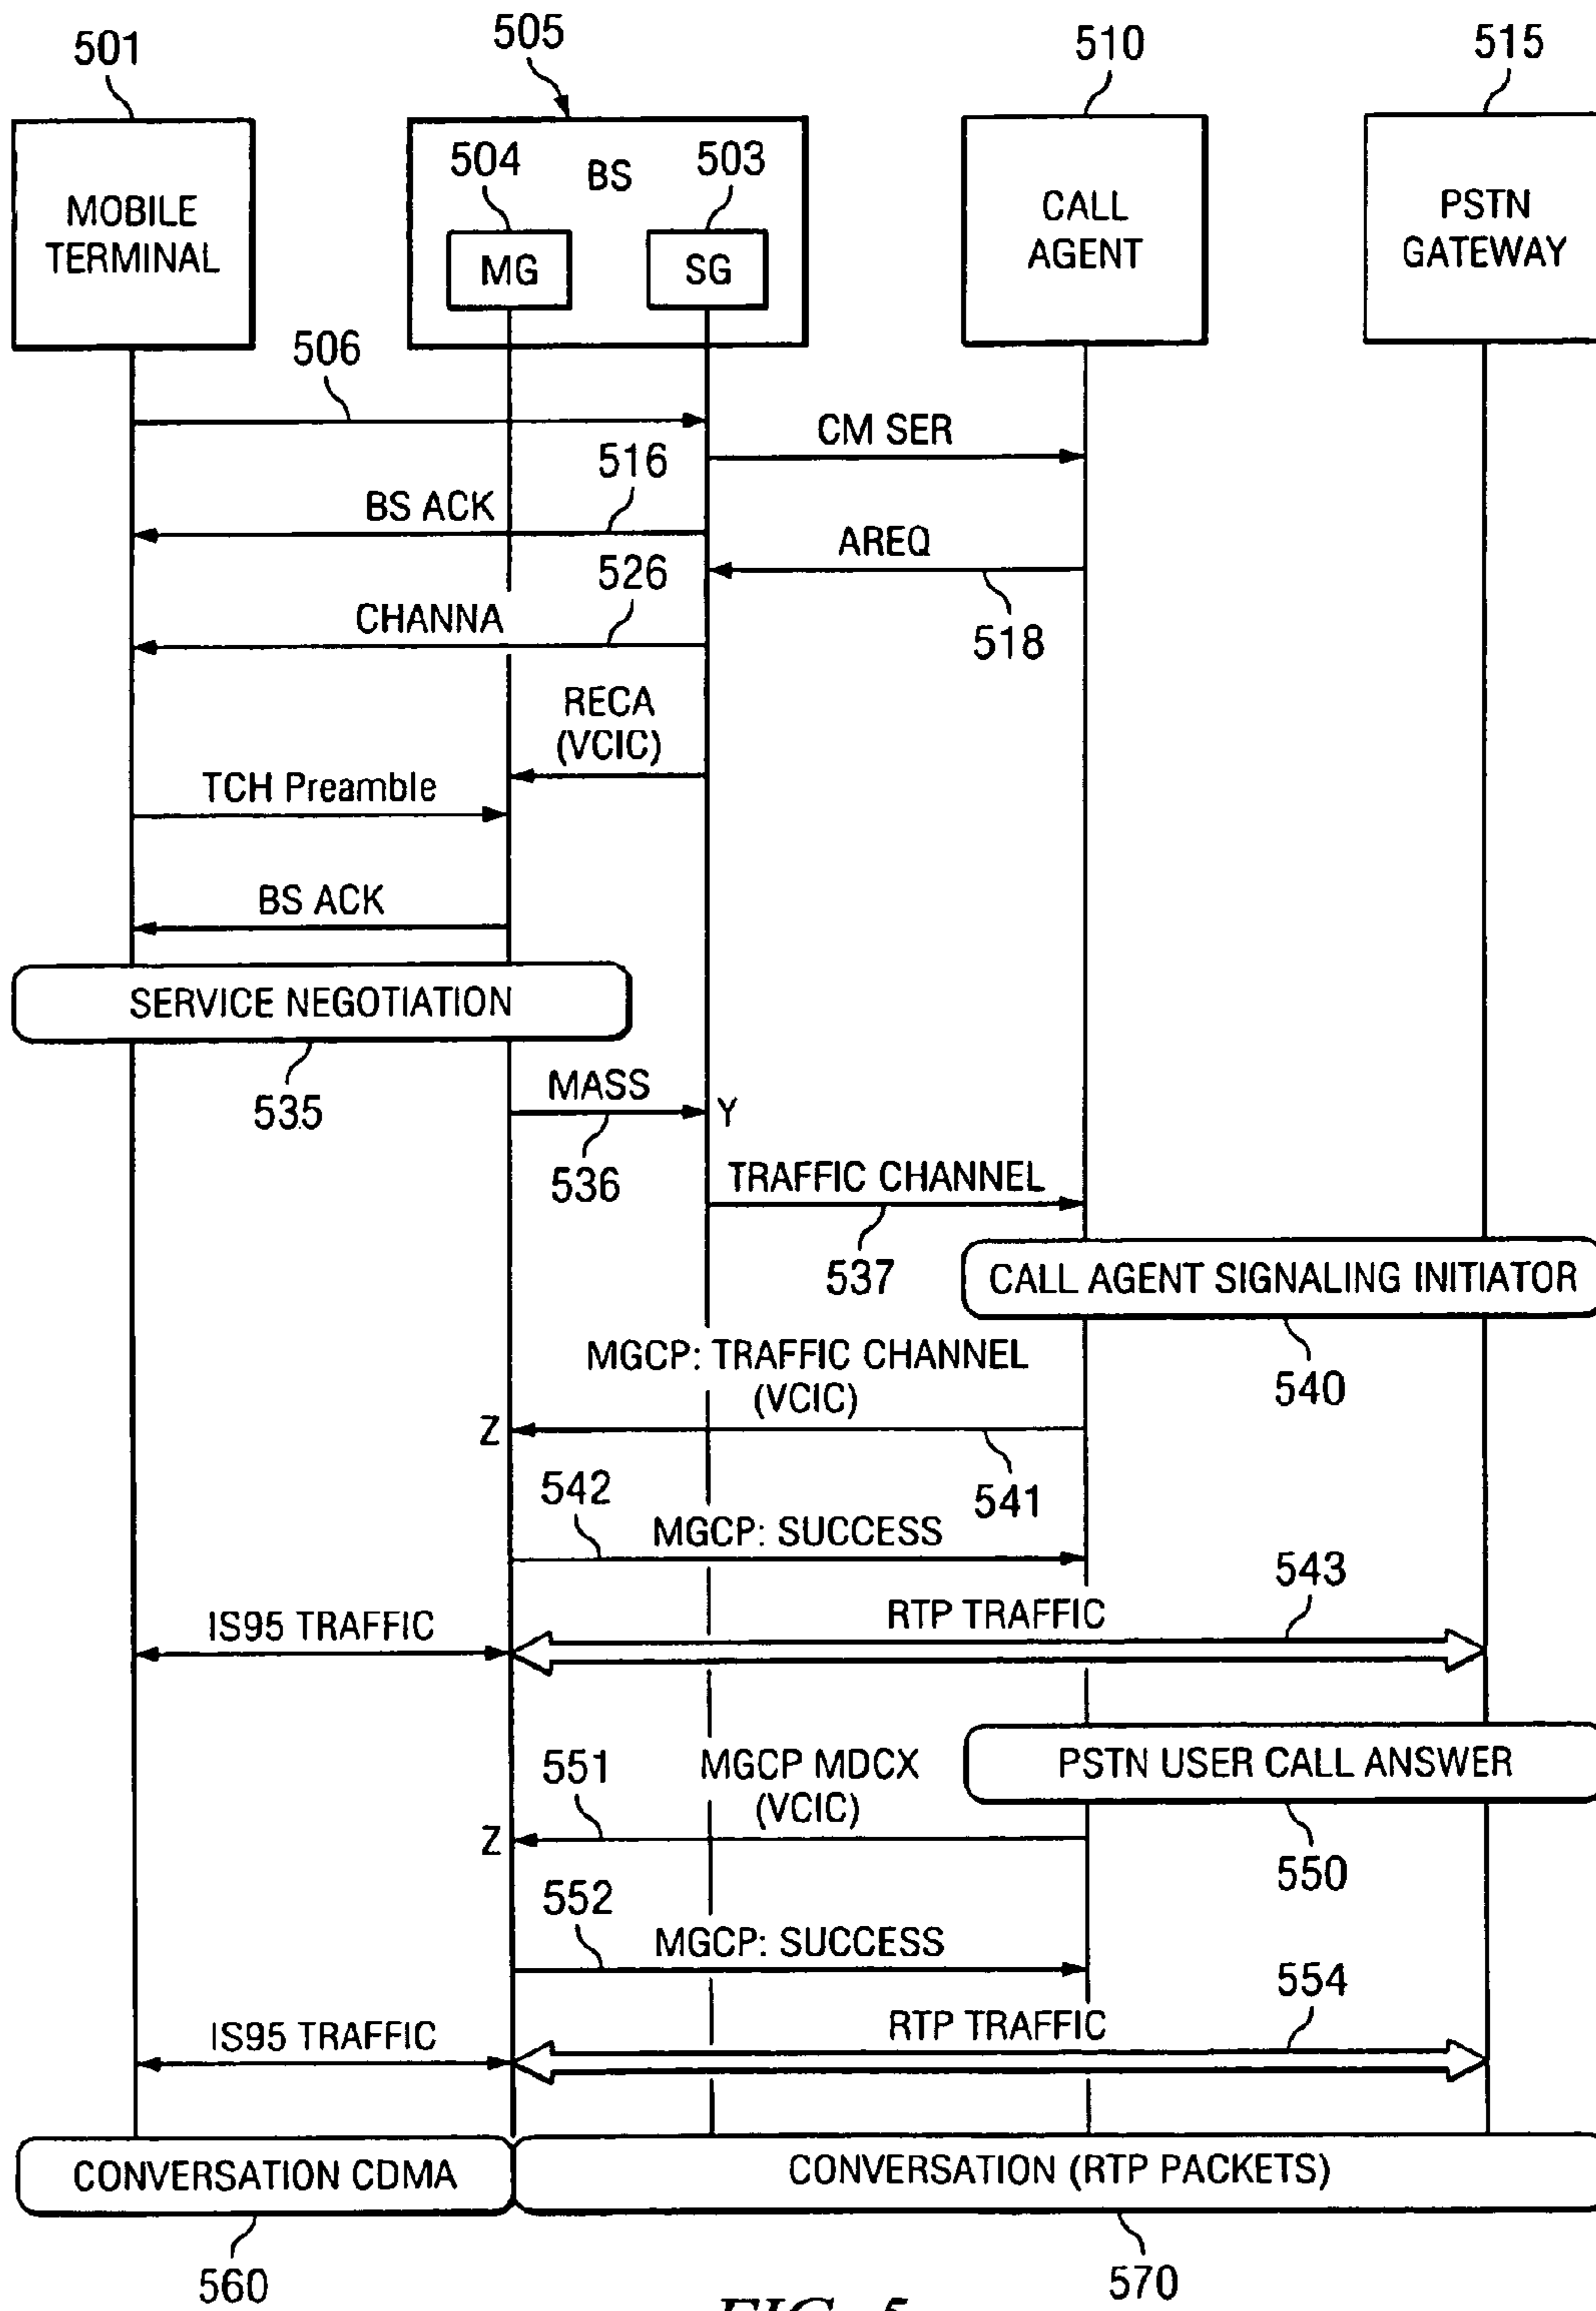 501
505
510
515
MOBILE
TERMINAL
504
BS
503
MG
SG
CALL
AGENT
PSTN
GATEWAY
506
CM SER
516
BS ACK
AREQ
526
518
CHANNA
RECA
(VCIC)
TCH Preamble
BS ACK
SERVICE NEGOTIATION
535
MASS
Y
536
TRAFFIC CHANNEL
537
CALL AGENT SIGNALING INITIATOR
540
MGCP: TRAFFIC CHANNEL
(VCIC)
Z
541
542
MGCP: SUCCESS
543
IS95 TRAFFIC
RTP TRAFFIC
PSTN USER CALL ANSWER
550
551
MGCP MDCX
(VCIC)
Z
552
MGCP: SUCCESS
554
IS95 TRAFFIC
RTP TRAFFIC
CONVERSATION CDMA
CONVERSATION (RTP PACKETS)
560
570
FIG. 5